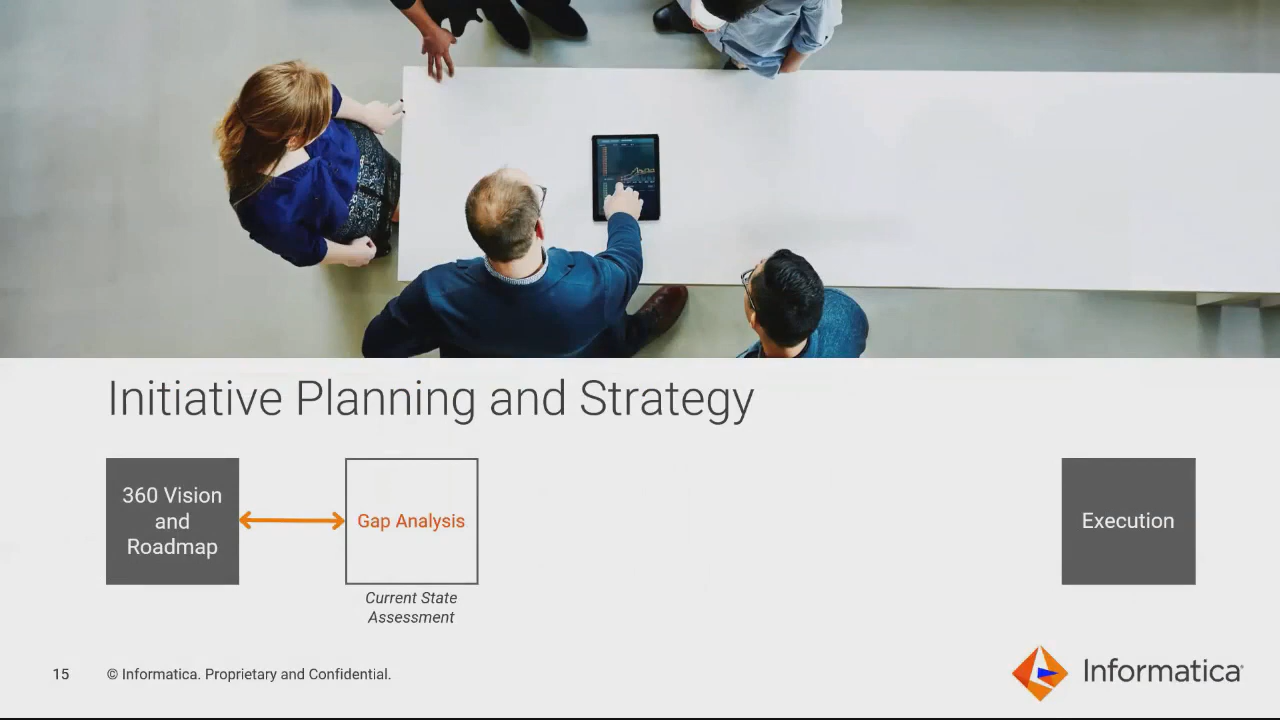 Initiative Planning and Strategy
360 Vision
and
Roadmap
Gap Analysis
Current State
Assessment
Execution
15
© Informatica. Proprietary and Confidential.
Informatica